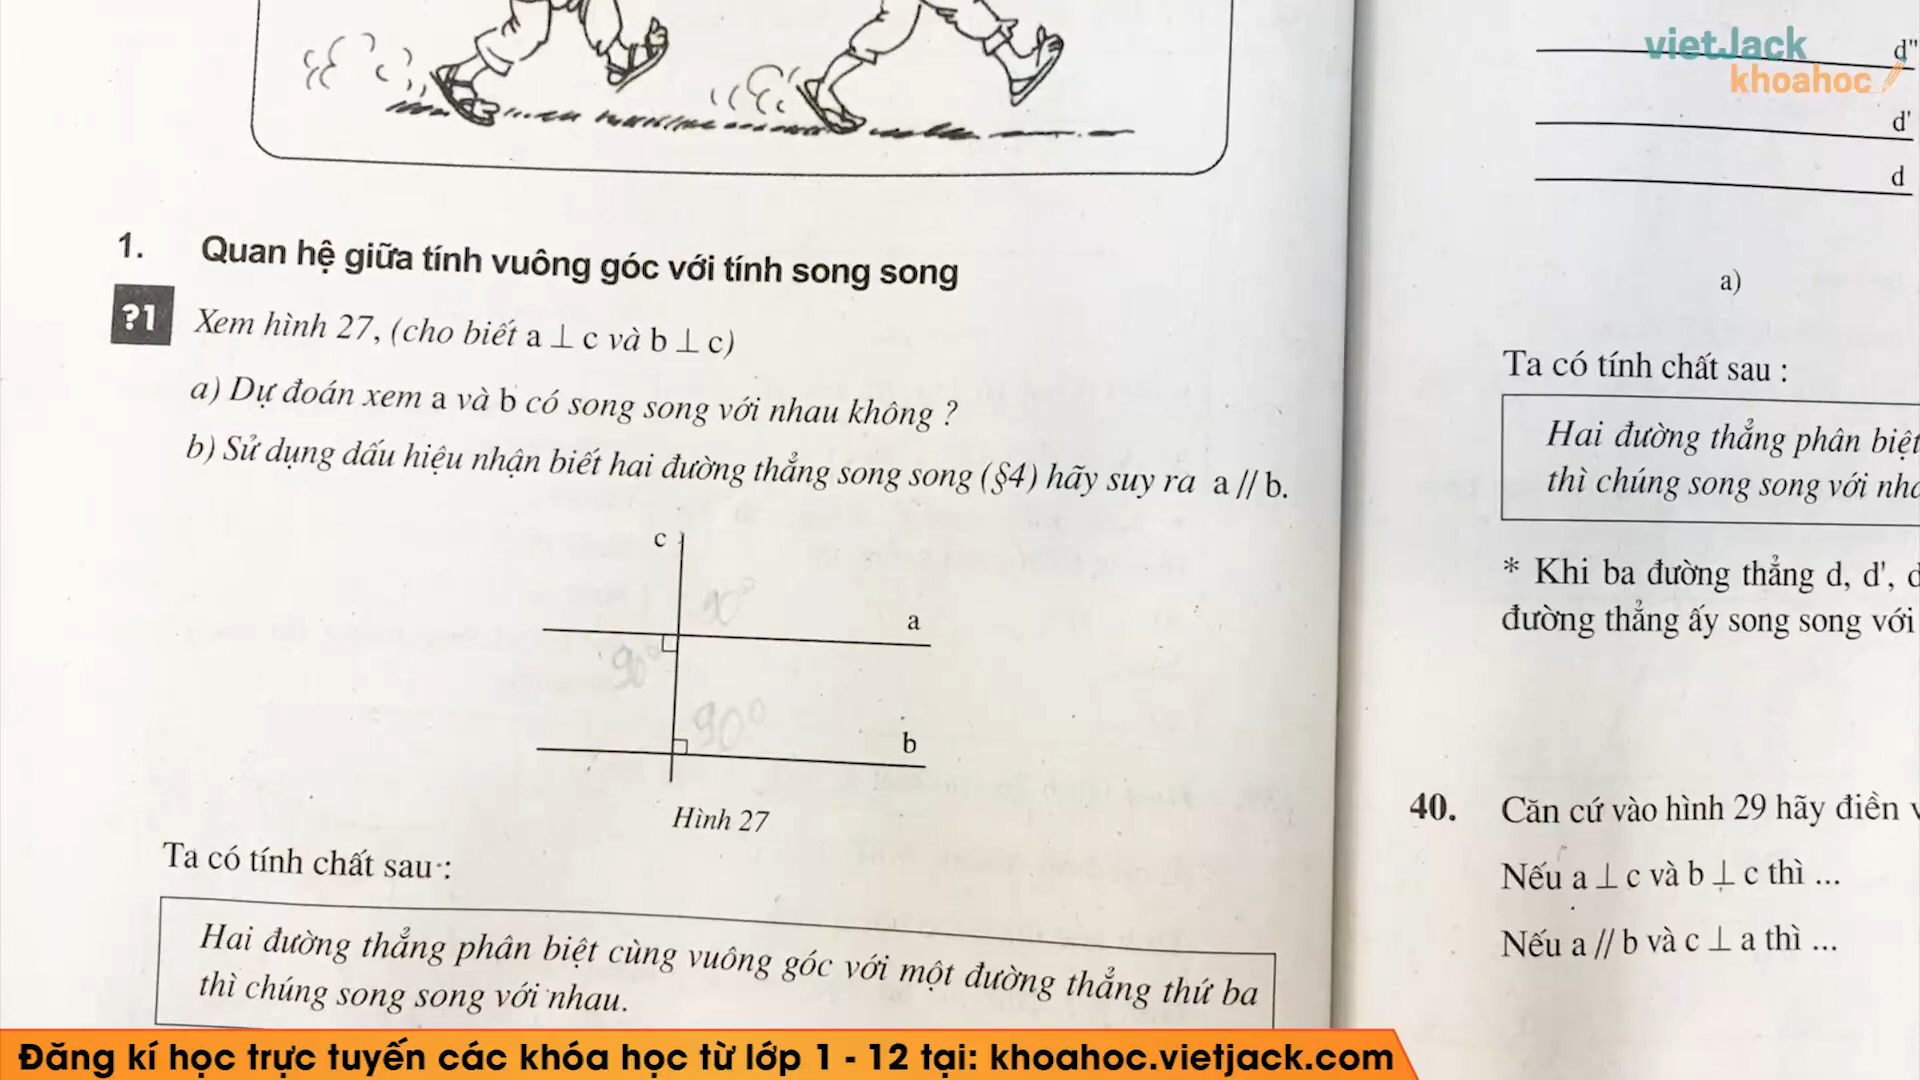 vietJack
khoahoc
1. Quan hệ giữa tính vuông góc với tính song song
?1 Xem hình 27, (cho biết a ⊥ c và b ⊥ c)
a) Dự đoán xem a và b có song song với nhau không ?
b) Sử dụng dấu hiệu nhận biết hai đường thẳng song song (§4) hãy suy ra a // b.
c
90°
a
90°
90°
b
Hình 27
Ta có tính chất sau :
Hai đường thẳng phân biệt cùng vuông góc với một đường thẳng thứ ba
thì chúng song song với nhau.
d"
d'
d
a)
Ta có tính chất sau :
Hai đường thẳng phân biệt
thì chúng song song với
* Khi ba đường thẳng d, d',
đường thẳng ấy song song với
40. Căn cứ vào hình 29 hãy điền
Nếu a ⊥ c và b ⊥ c thì ...
Nếu a // b và c ⊥ a thì ...
Đăng kí học trực tuyến các khóa học từ lớp 1 - 12 tại: khoahoc.vietjack.com